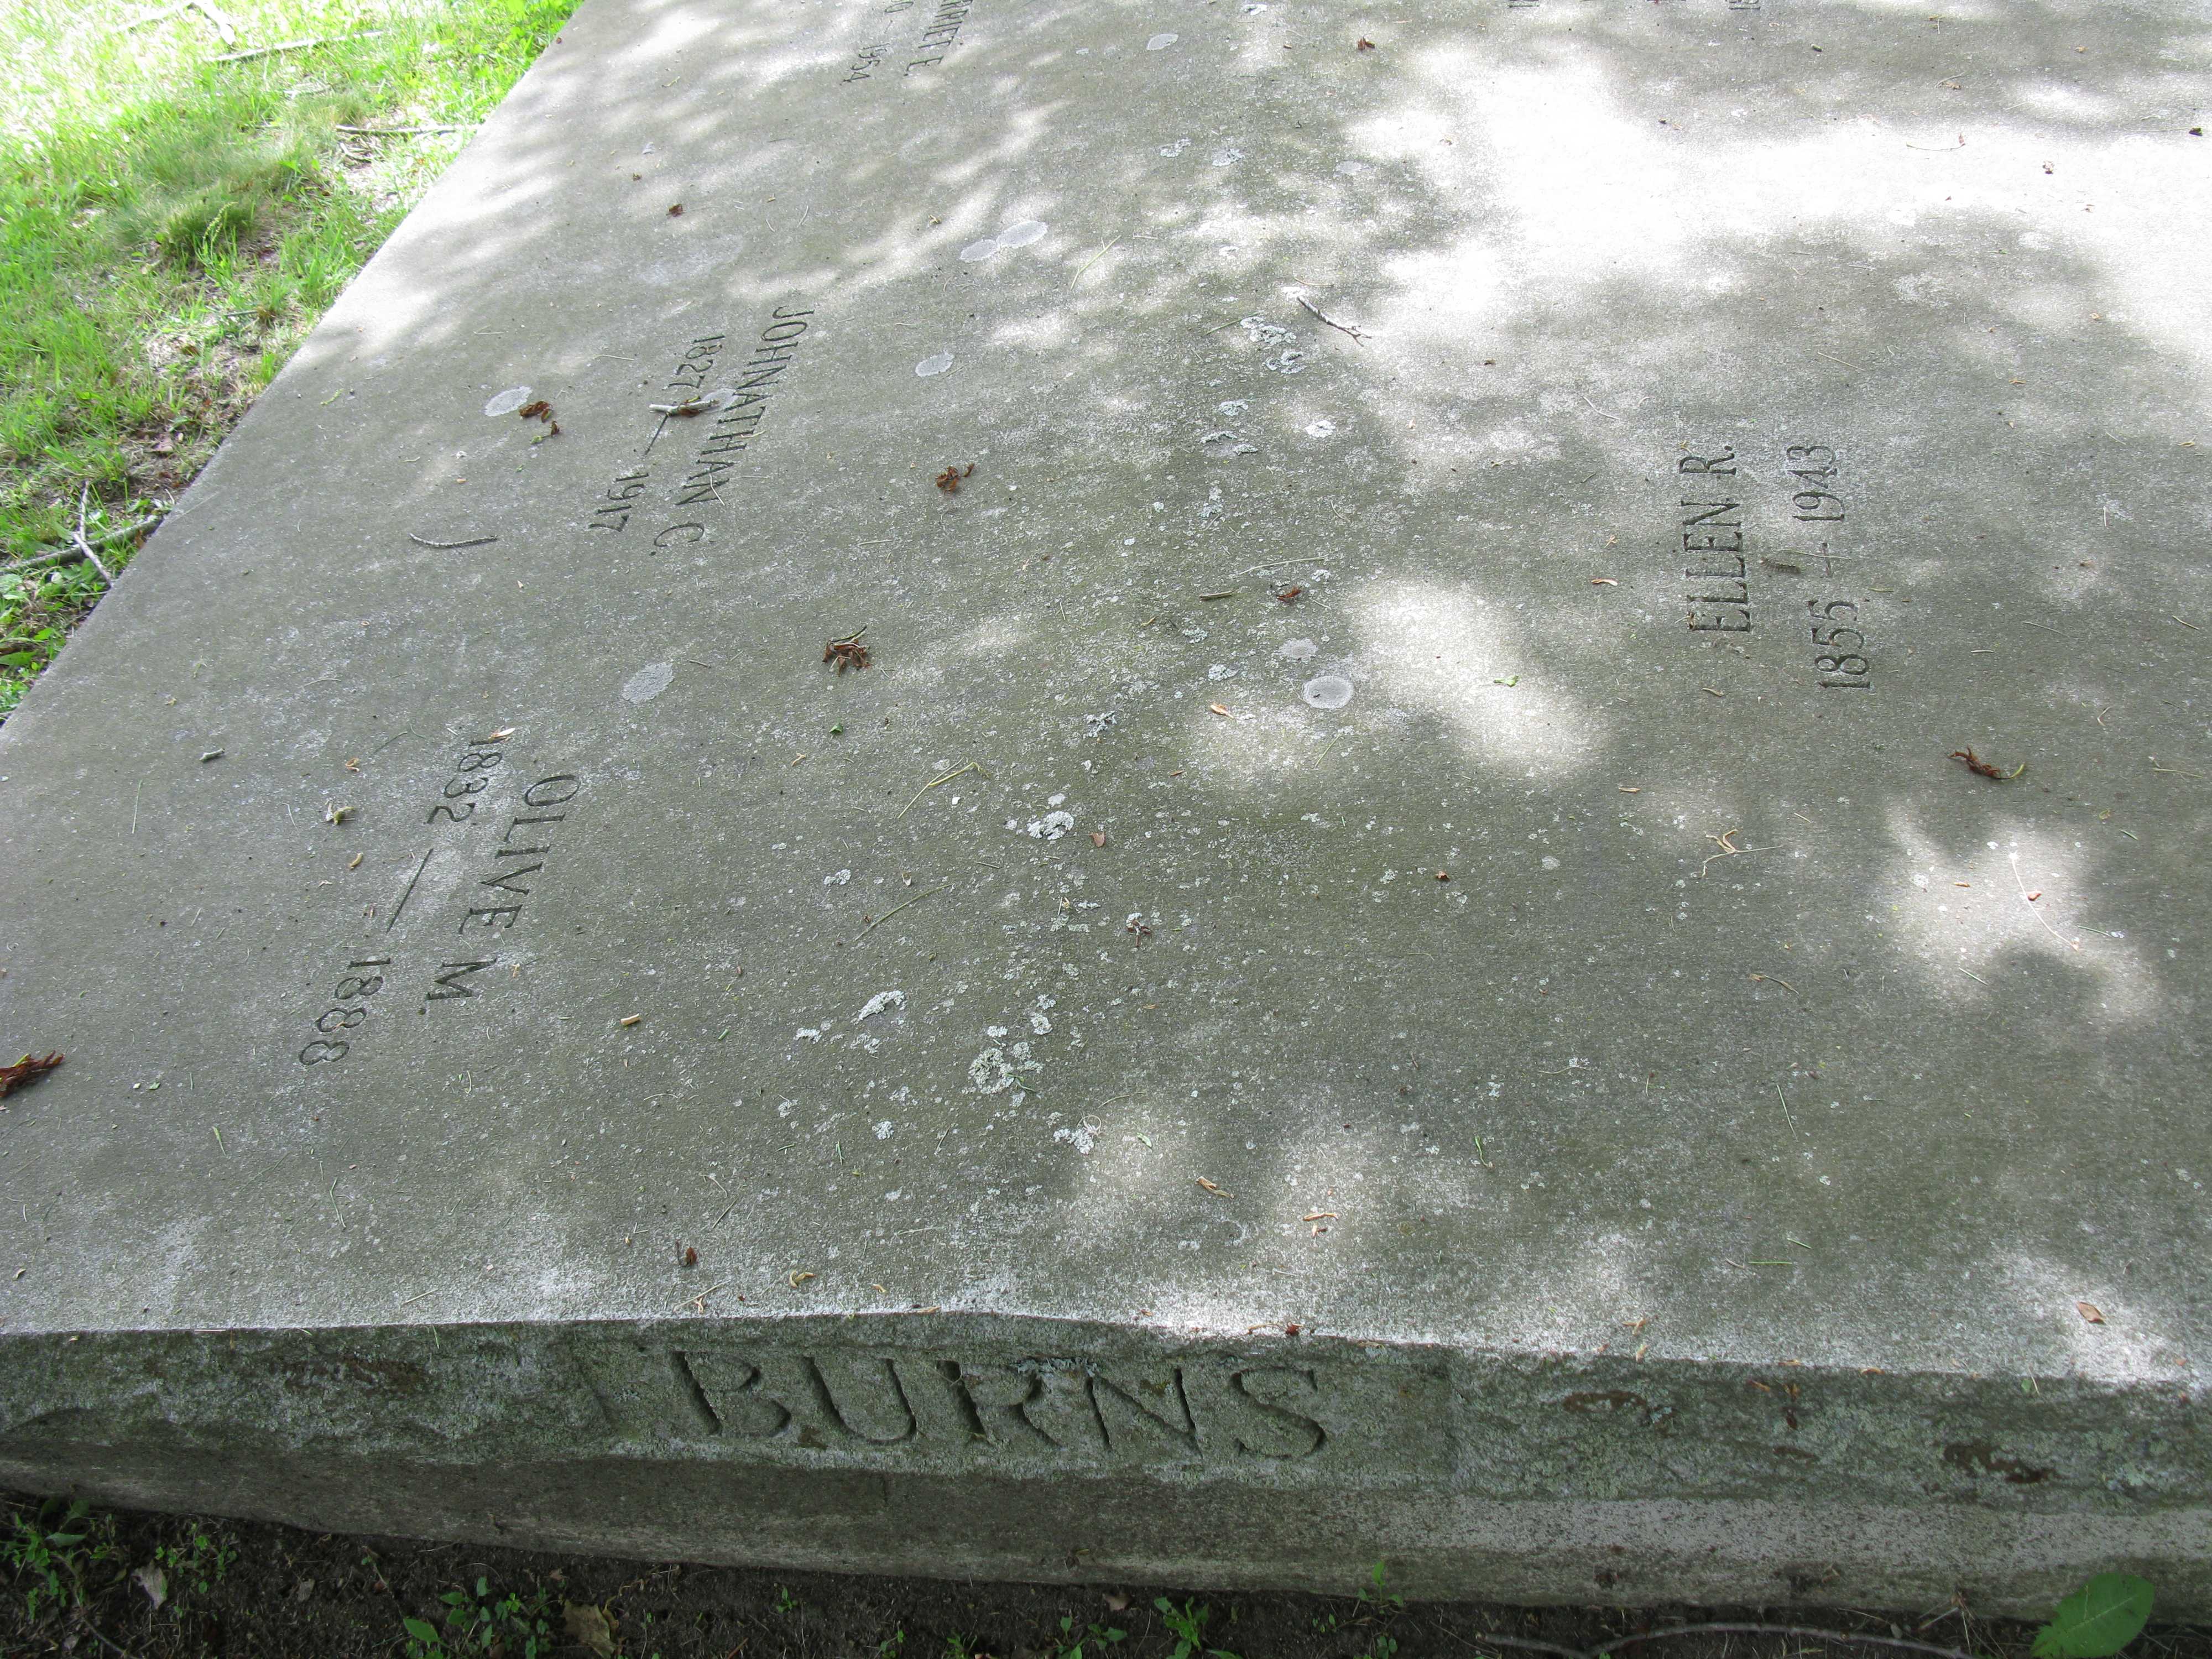 JOHNATHAN C.
1827 — 1917
OLIVE M
1832 — 1888
ELLEN R.
1855 — 1943
BURNS